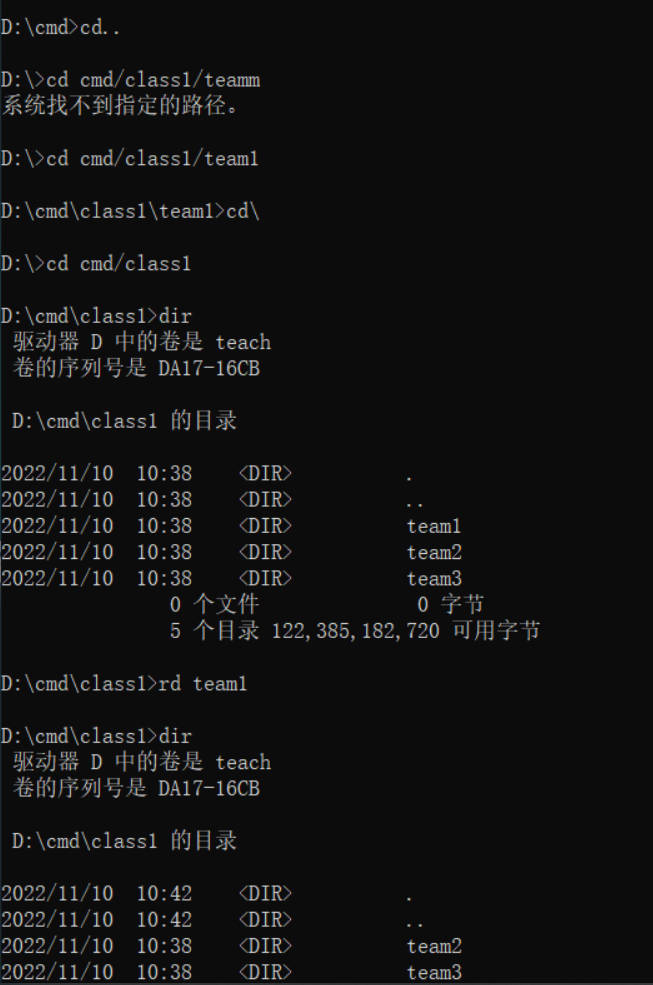 D:\cmd>cd..
D:\>cd cmd/class1/teamm
系统找不到指定的路径。
D:\>cd cmd/class1/team1
D:\cmd\class1\team1>cd\
D:\>cd cmd/class1
D:\cmd\class1>dir
驱动器 D 中的卷是 teach
卷的序列号是 DA17-16CB
D:\cmd\class1 的目录
2022/11/10  10:38    <DIR>          .
2022/11/10  10:38    <DIR>          ..
2022/11/10  10:38    <DIR>          team1
2022/11/10  10:38    <DIR>          team2
2022/11/10  10:38    <DIR>          team3
0 个文件              0 字节
5 个目录 122,385,182,720 可用字节
D:\cmd\class1>rd team1
D:\cmd\class1>dir
驱动器 D 中的卷是 teach
卷的序列号是 DA17-16CB
D:\cmd\class1 的目录
2022/11/10  10:42    <DIR>          .
2022/11/10  10:42    <DIR>          ..
2022/11/10  10:38    <DIR>          team2
2022/11/10  10:38    <DIR>          team3